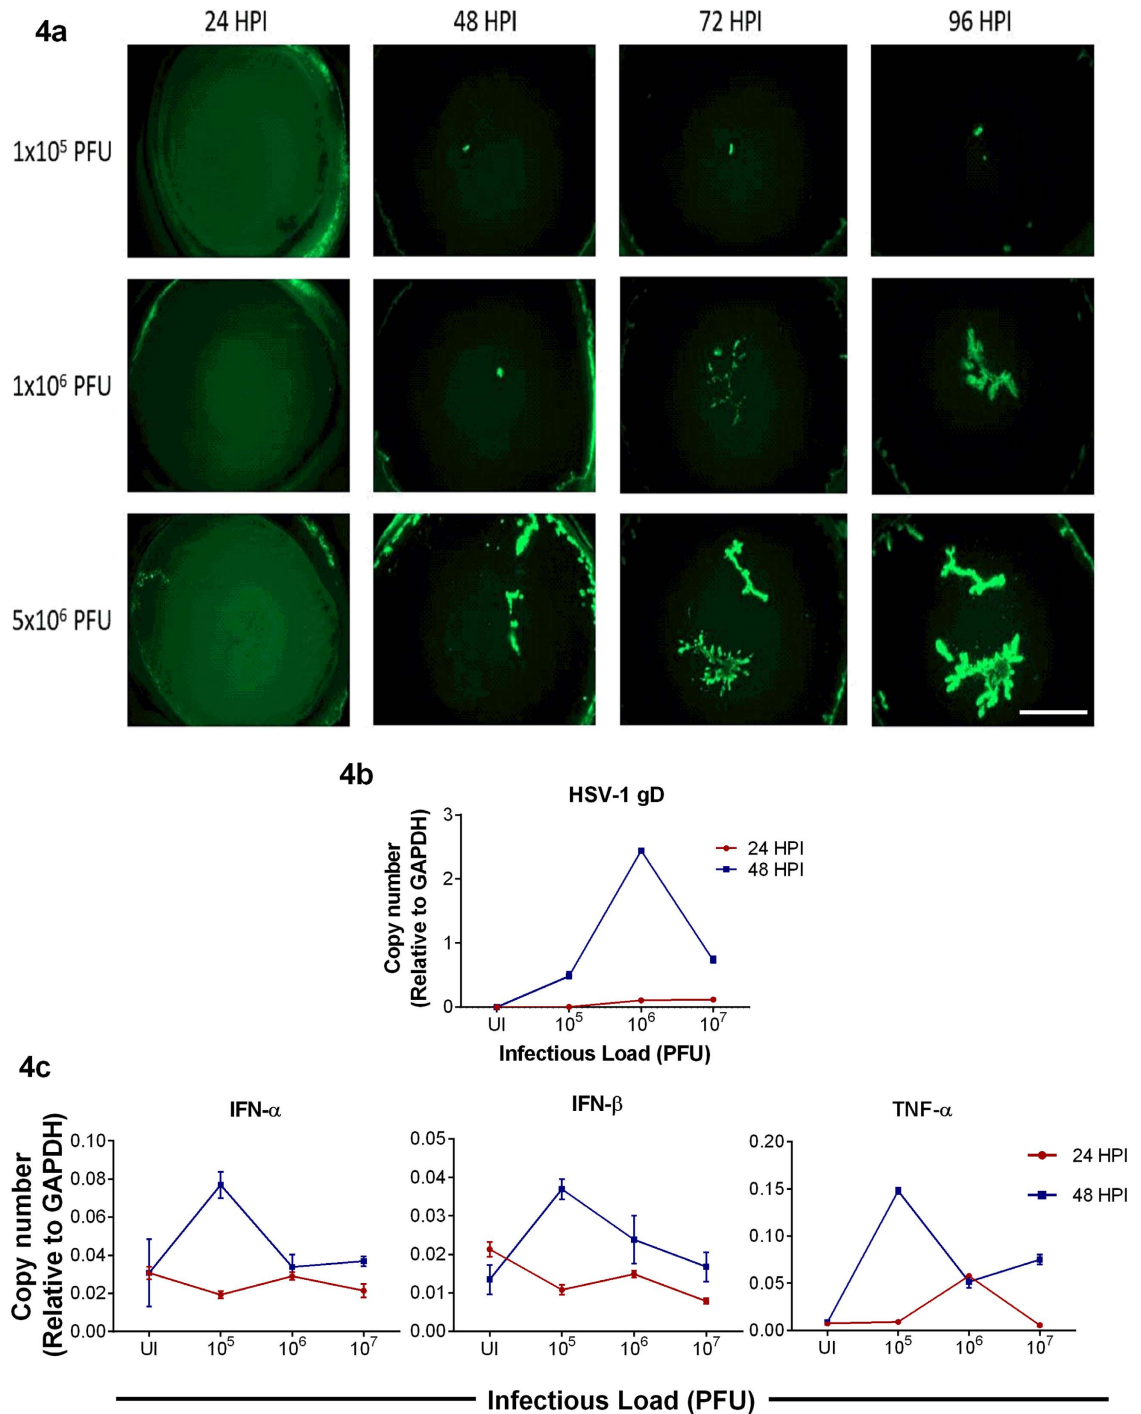 4a
24 HPI 48 HPI 72 HPI 96 HPI
1x10⁵ PFU
1x10⁶ PFU
5x10⁶ PFU
4b
HSV-1 gD
Copy number
(Relative to GAPDH)
3
2
1
0
24 HPI
48 HPI
UI 10⁵ 10⁶ 10⁷
Infectious Load (PFU)
4c
Copy number
(Relative to GAPDH)
IFN-α
0.10
0.08
0.06
0.04
0.02
0.00
UI 10⁵ 10⁶ 10⁷
IFN-β
0.05
0.04
0.03
0.02
0.01
0.00
UI 10⁵ 10⁶ 10⁷
TNF-α
0.20
0.15
0.10
0.05
0.00
UI 10⁵ 10⁶ 10⁷
24 HPI
48 HPI
Infectious Load (PFU)